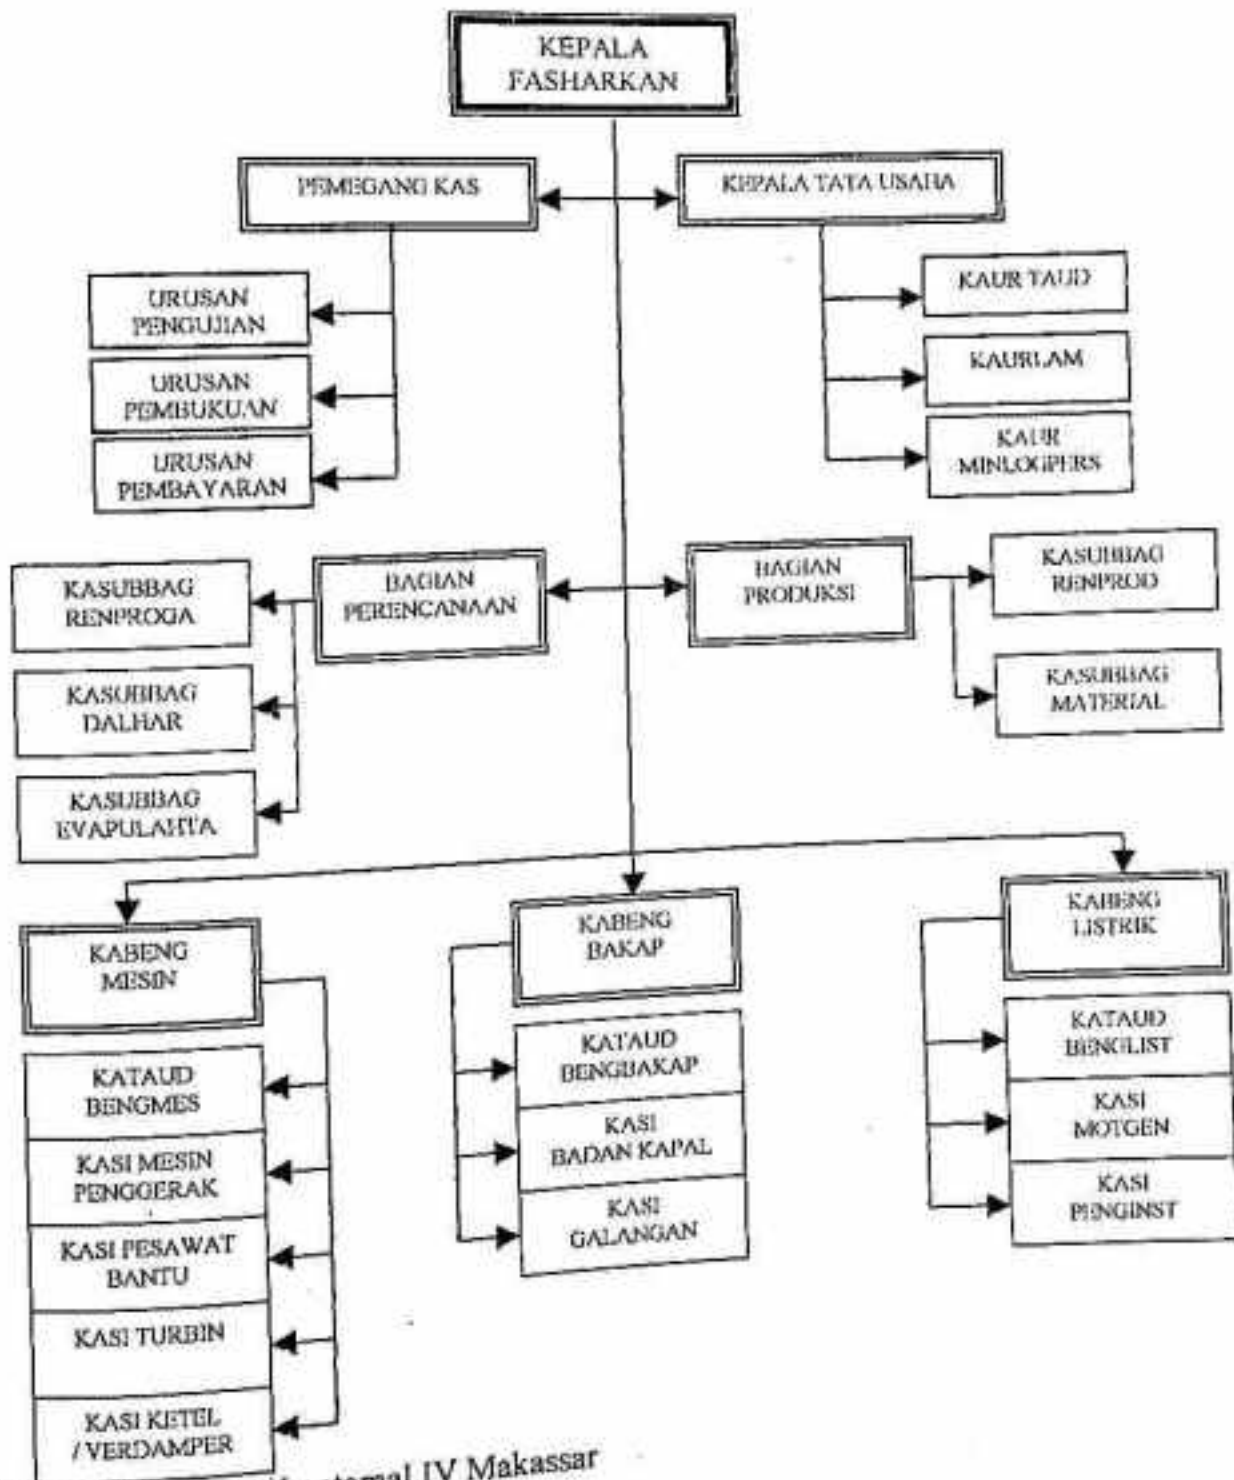 KEPALA
FASHARKAN
PEMEGANG KAS
KEPALA TATA USAHA
URUSAN
PENGUJIAN
URUSAN
PEMBUKUAN
URUSAN
PEMBAYARAN
KAUR TAUD
KAURLAM
KAUR
MINLOGPERS
KASUBBAG
RENPROGA
KASUBBAG
DALHAR
KASUBBAG
EVAPULAHTA
BAGIAN
PERENCANAAN
BAGIAN
PRODUKSI
KASUBBAG
RENPROD
KASUBBAG
MATERIAL
KABENG
MESIN
KATAUD
BENGMES
KASI MESIN
PENGGERAK
KASI PESAWAT
BANTU
KASI TURBIN
KASI KETEL
/ VERDAMPER
KABENG
BAKAP
KATAUD
BENGBAKAP
KASI
BADAN KAPAL
KASI
GALANGAN
KABENG
LISTRIK
KATAUD
BENGLIST
KASI
MOTGEN
KASI
PENGINST
IV Makassar